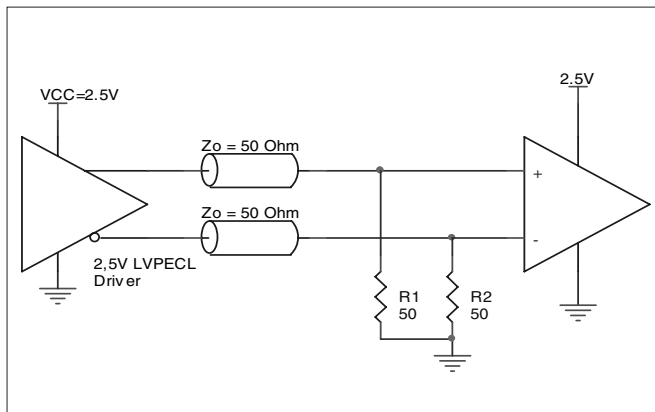 VCC=2.5V
2.5V
Zo = 50 Ohm
+
Zo = 50 Ohm
-
2,5V LVPECL
Driver
R1
50
R2
50